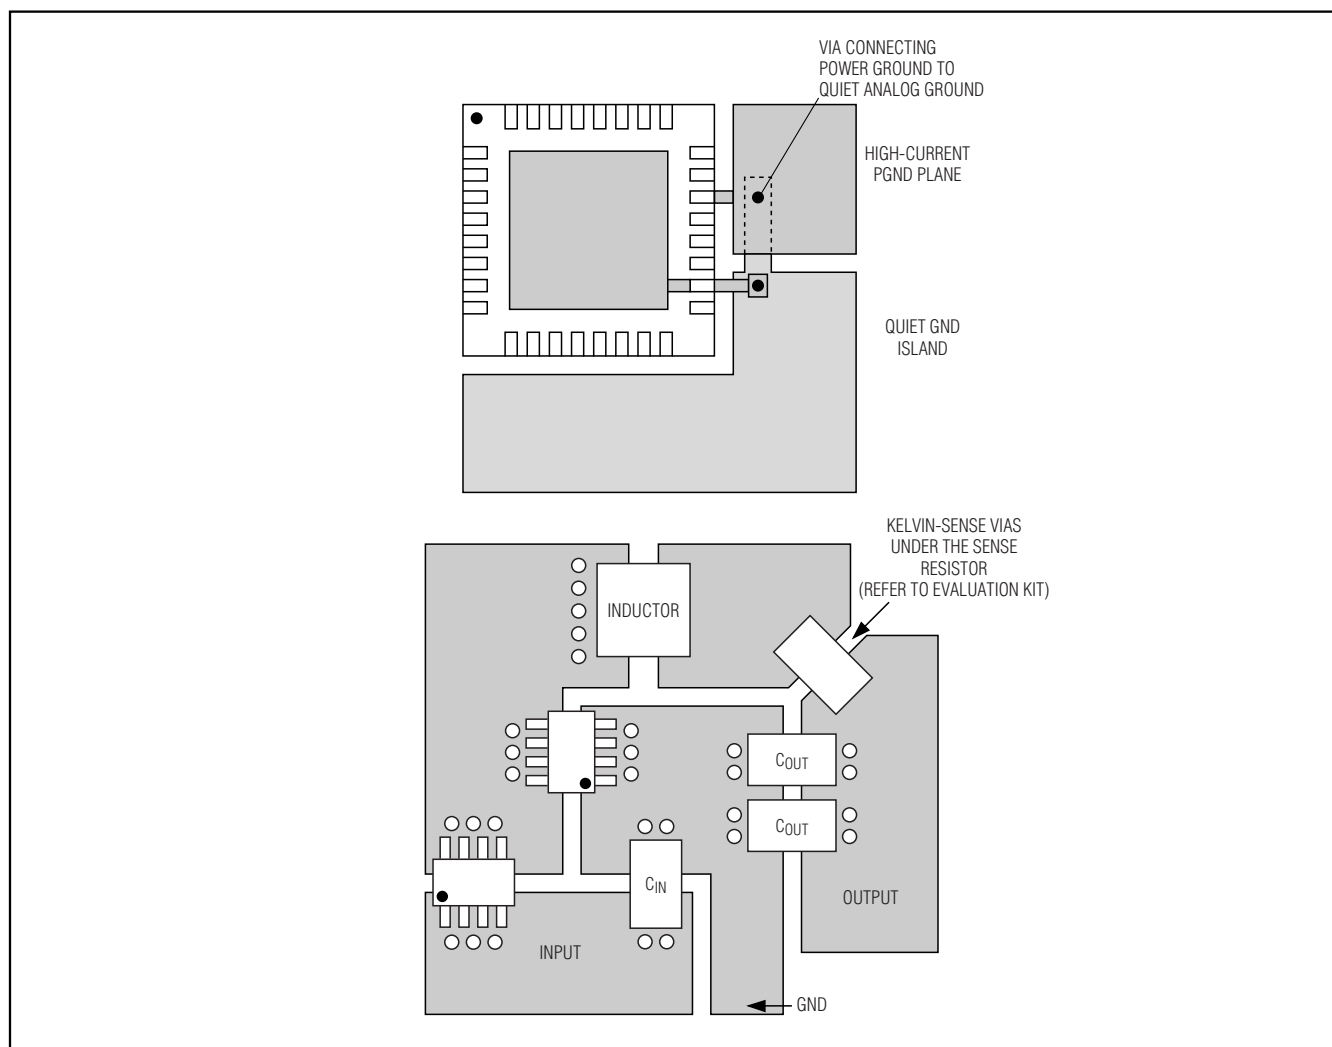 VIA CONNECTING
POWER GROUND TO
QUIET ANALOG GROUND
HIGH-CURRENT
PGND PLANE
QUIET GND
ISLAND
KELVIN-SENSE VIAS
UNDER THE SENSE
RESISTOR
(REFER TO EVALUATION KIT)
INDUCTOR
COUT
COUT
CIN
OUTPUT
INPUT
GND